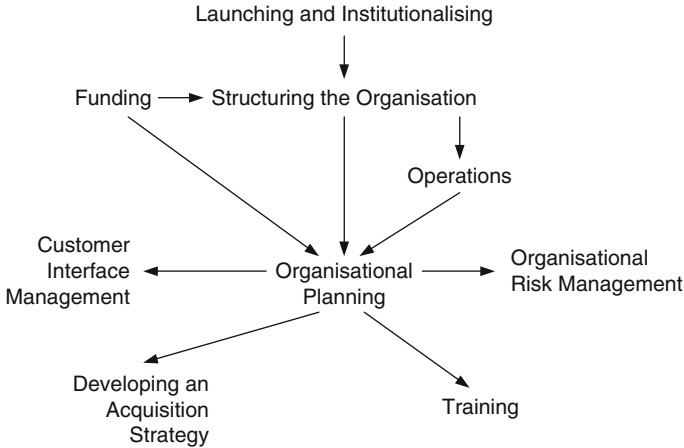 Launching and Institutionalising
Funding
Structuring the Organisation
Operations
Customer
Interface
Management
Organisational
Planning
Organisational
Risk Management
Developing an
Acquisition
Strategy
Training